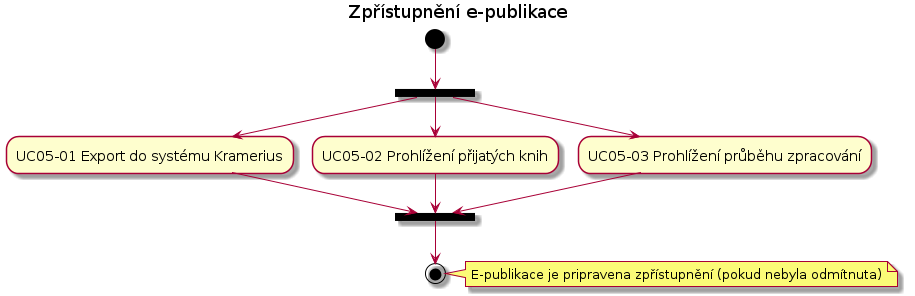 Zpřístupnění e-publikace
UC05-01 Export do systému Kramerius
UC05-02 Prohlížení přijatých knih
UC05-03 Prohlížení průběhu zpracování
E-publikace je pripravena zpřístupnění (pokud nebyla odmítnuta)